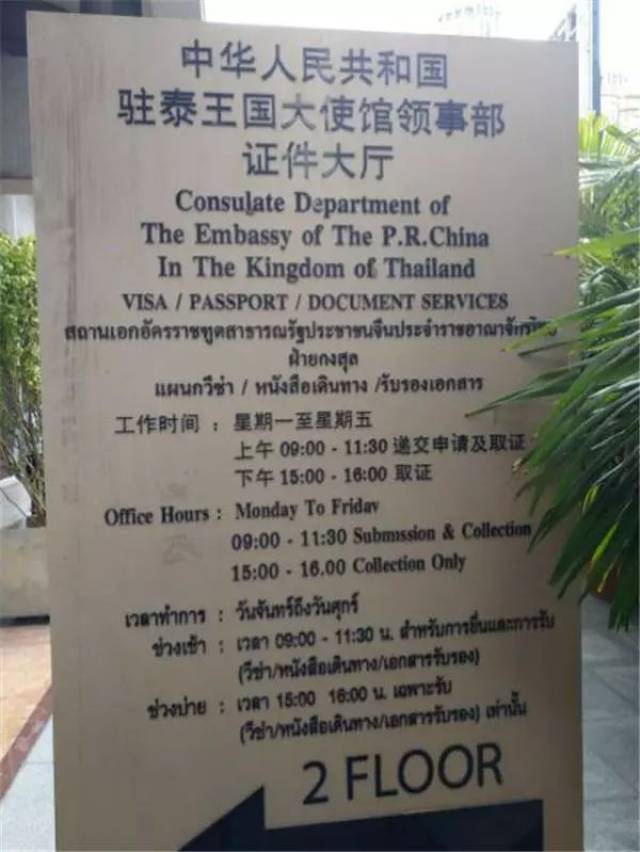 中华人民共和国
驻泰王国大使馆领事部
证件大厅
Consulate Department of
The Embassy of The P.R.China
In The Kingdom of Thailand
VISA / PASSPORT / DOCUMENT SERVICES
สถานเอกอัครราชทูตสาธารณรัฐประชาชนจีนประจำราชอาณาจักรไทย
ฝ่ายกงสุล
แผนกวีซ่า / หนังสือเดินทาง /รับรองเอกสาร
工作时间 : 星期一至星期五
上午 09:00 - 11:30 递交申请及取证
下午 15:00 - 16:00 取证
Office Hours : Monday To Friday
09:00 - 11:30 Submission & Collection
15:00 - 16.00 Collection Only
เวลาทำการ : วันจันทร์ถึงวันศุกร์
ช่วงเช้า : เวลา 09:00 - 11:30 น. สำหรับการยื่นและการรับ
(วีซ่า/หนังสือเดินทาง/เอกสารรับรอง)
ช่วงบ่าย : เวลา 15:00 16:00 น. เฉพาะรับ
(วีซ่า/หนังสือเดินทาง/เอกสารรับรอง) เท่านั้น
2 FLOOR